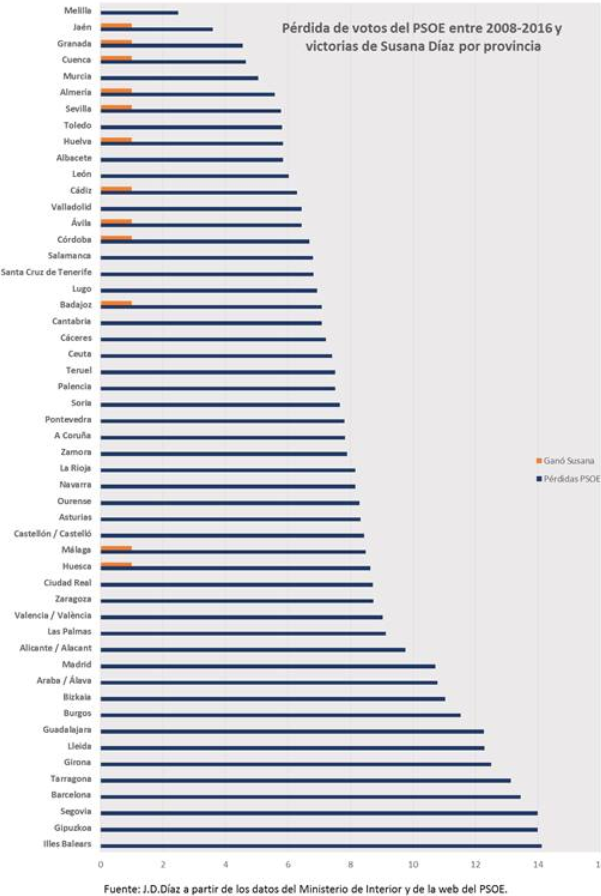 Pérdida de votos del PSOE entre 2008-2016 y
victorias de Susana Díaz por provincia
Melilla
Jaén
Granada
Cuenca
Murcia
Almería
Sevilla
Toledo
Huelva
Albacete
León
Cádiz
Valladolid
Ávila
Córdoba
Salamanca
Santa Cruz de Tenerife
Lugo
Badajoz
Cantabria
Cáceres
Ceuta
Teruel
Palencia
Soria
Pontevedra
A Coruña
Zamora
La Rioja
Navarra
Ourense
Asturias
Castellón / Castelló
Málaga
Huesca
Ciudad Real
Zaragoza
Valencia / València
Las Palmas
Alicante / Alacant
Madrid
Araba / Álava
Bizkaia
Burgos
Guadalajara
Lleida
Girona
Tarragona
Barcelona
Segovia
Gipuzkoa
Illes Balears
Ganó Susana
Pérdidas PSOE
0 2 4 6 8 10 12 14
Fuente: J.D.Díaz a partir de los datos del Ministerio de Interior y de la web del PSOE.